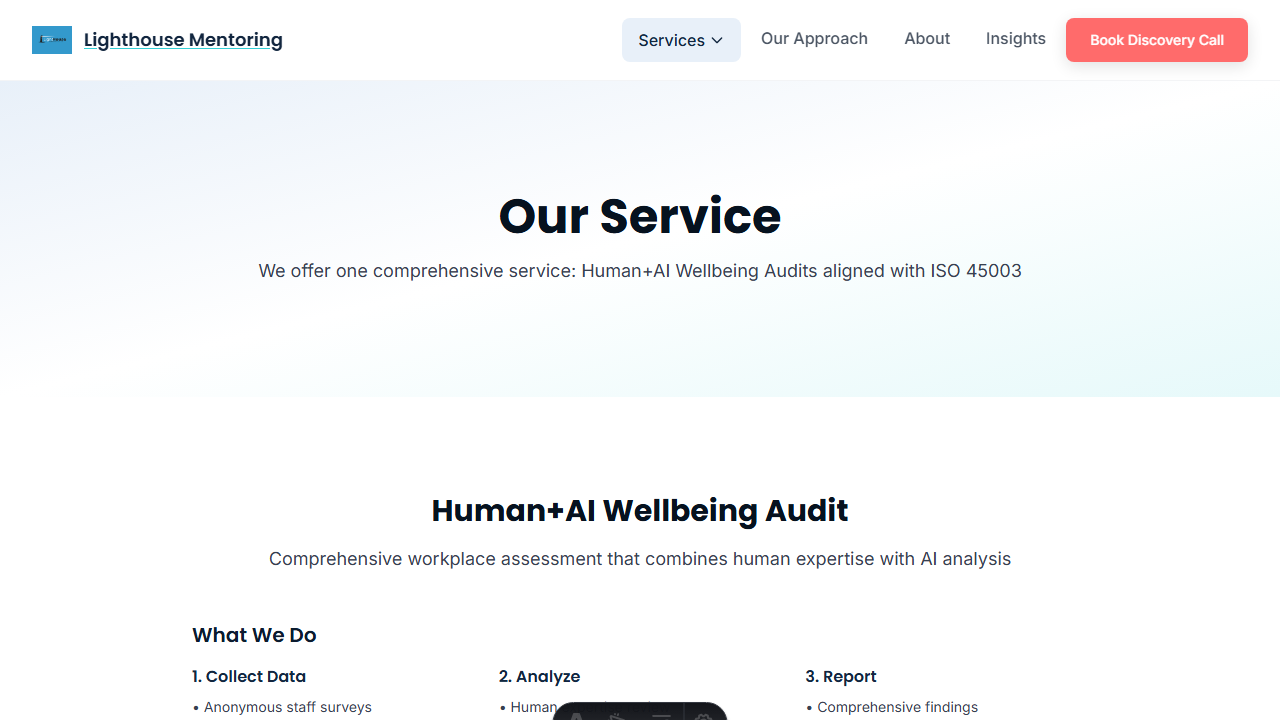 Lighthouse Mentoring
Services
Our Approach
About
Insights
Book Discovery Call
Our Service
We offer one comprehensive service: Human+AI Wellbeing Audits aligned with ISO 45003
Human+AI Wellbeing Audit
Comprehensive workplace assessment that combines human expertise with AI analysis
What We Do
1. Collect Data
2. Analyze
3. Report
• Anonymous staff surveys
• Human
• Comprehensive findings